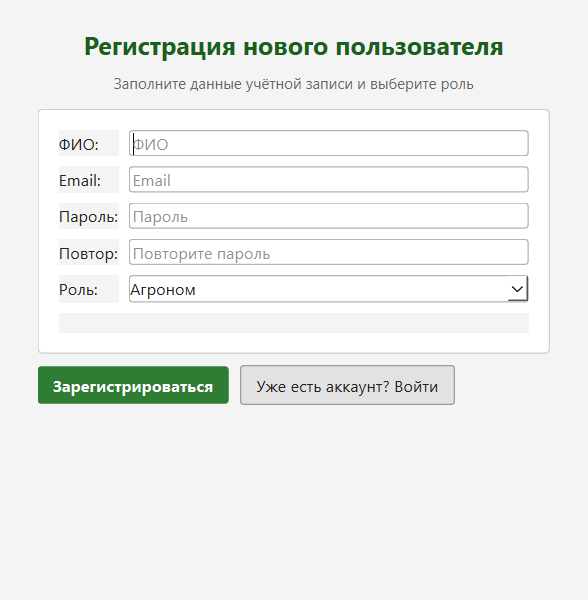 Регистрация нового пользователя
Заполните данные учётной записи и выберите роль
ФИО: ФИО
Email: Email
Пароль: Пароль
Повтор: Повторите пароль
Роль: Агроном
Зарегистрироваться Уже есть аккаунт? Войти